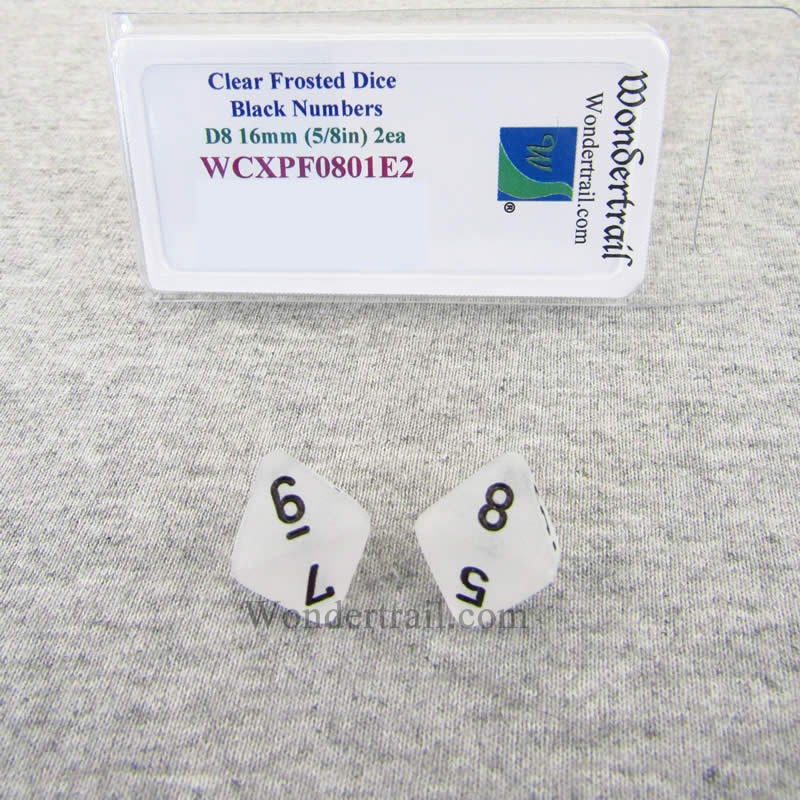 Clear Frosted Dice
Black Numbers
D8 16mm (5/8in) 2ea
WCXPF0801E2
Wondertrail
Wondertrail.com
W
®
6
8
5
Wondertrail.com